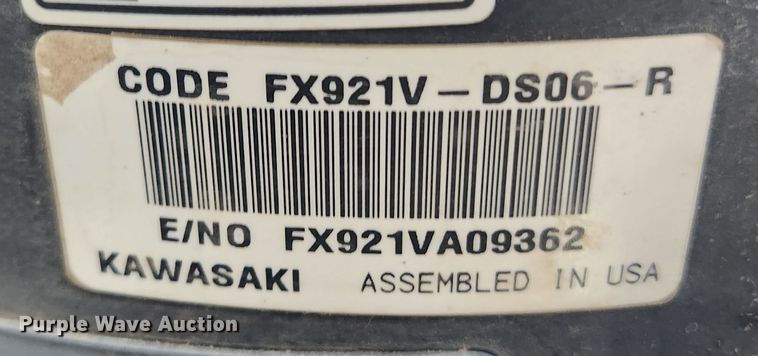 CODE FX921V-DS06-R
E/NO FX921VA09362
KAWASAKI ASSEMBLED IN USA
Purple Wave Auction